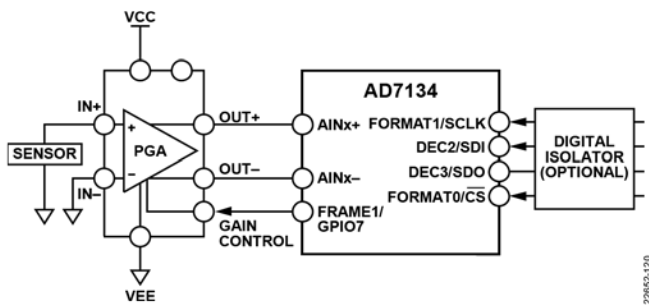 VCC
IN+
SENSOR
IN–
PGA
+
–
OUT+
OUT–
GAIN
CONTROL
VEE
AD7134
AINx+
AINx–
FRAME1/
GPIO7
FORMAT1/SCLK
DEC2/SDI
DEC3/SDO
FORMAT0/CS
DIGITAL
ISOLATOR
(OPTIONAL)
22652-120